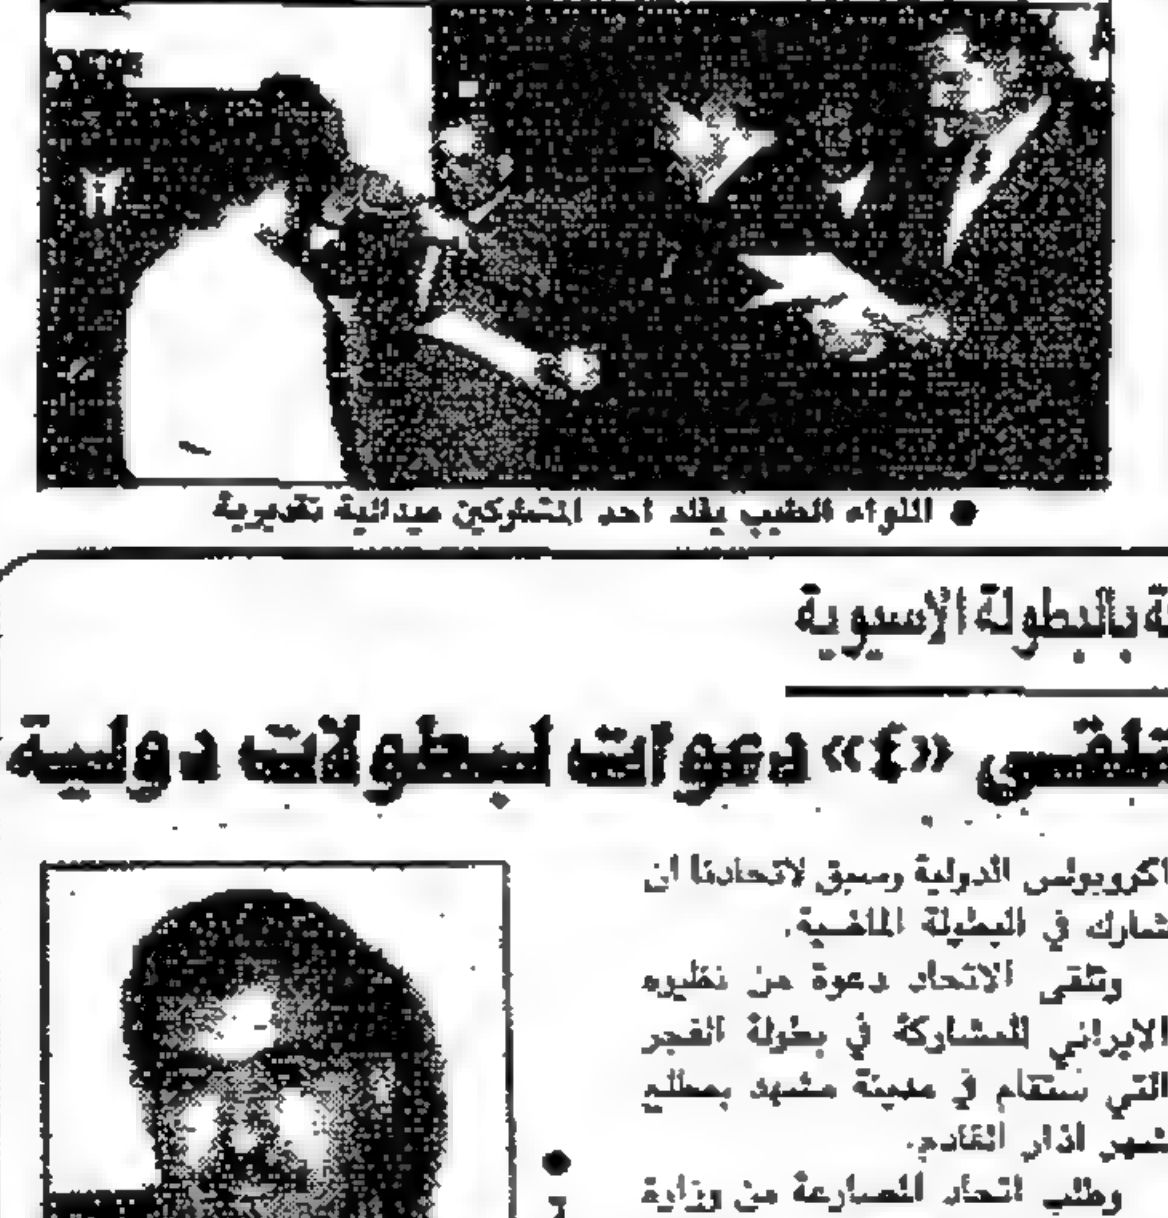 ● اللواء الطيب يقلد احد المشاركين ميدالية تقديرية
بالبطولة الاسيوية
تلقي «٤» دعوات لبطولات دولية
اكروبولس الدولية وسبق لاتحادنا ان
شارك في البطولة الماضية.
وتلقى الاتحاد دعوة من نظيره
الايراني للمشاركة في بطولة الفجر
التي ستقام في مدينة مشهد بمطلع
شهر اذار القادم.
وطلب اتحاد المصارعة من وزارة